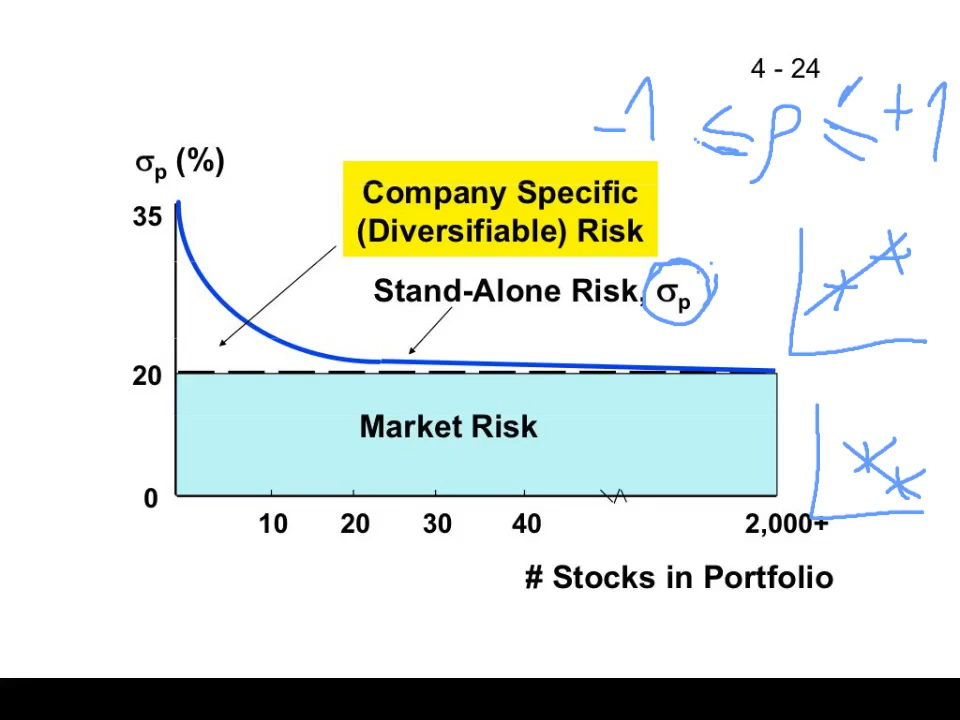 4 - 24
-1 ≤ ρ ≤ +1
σp (%)
35
Company Specific
(Diversifiable) Risk
Stand-Alone Risk, σp
20
Market Risk
0
10 20 30 40 2,000+
# Stocks in Portfolio